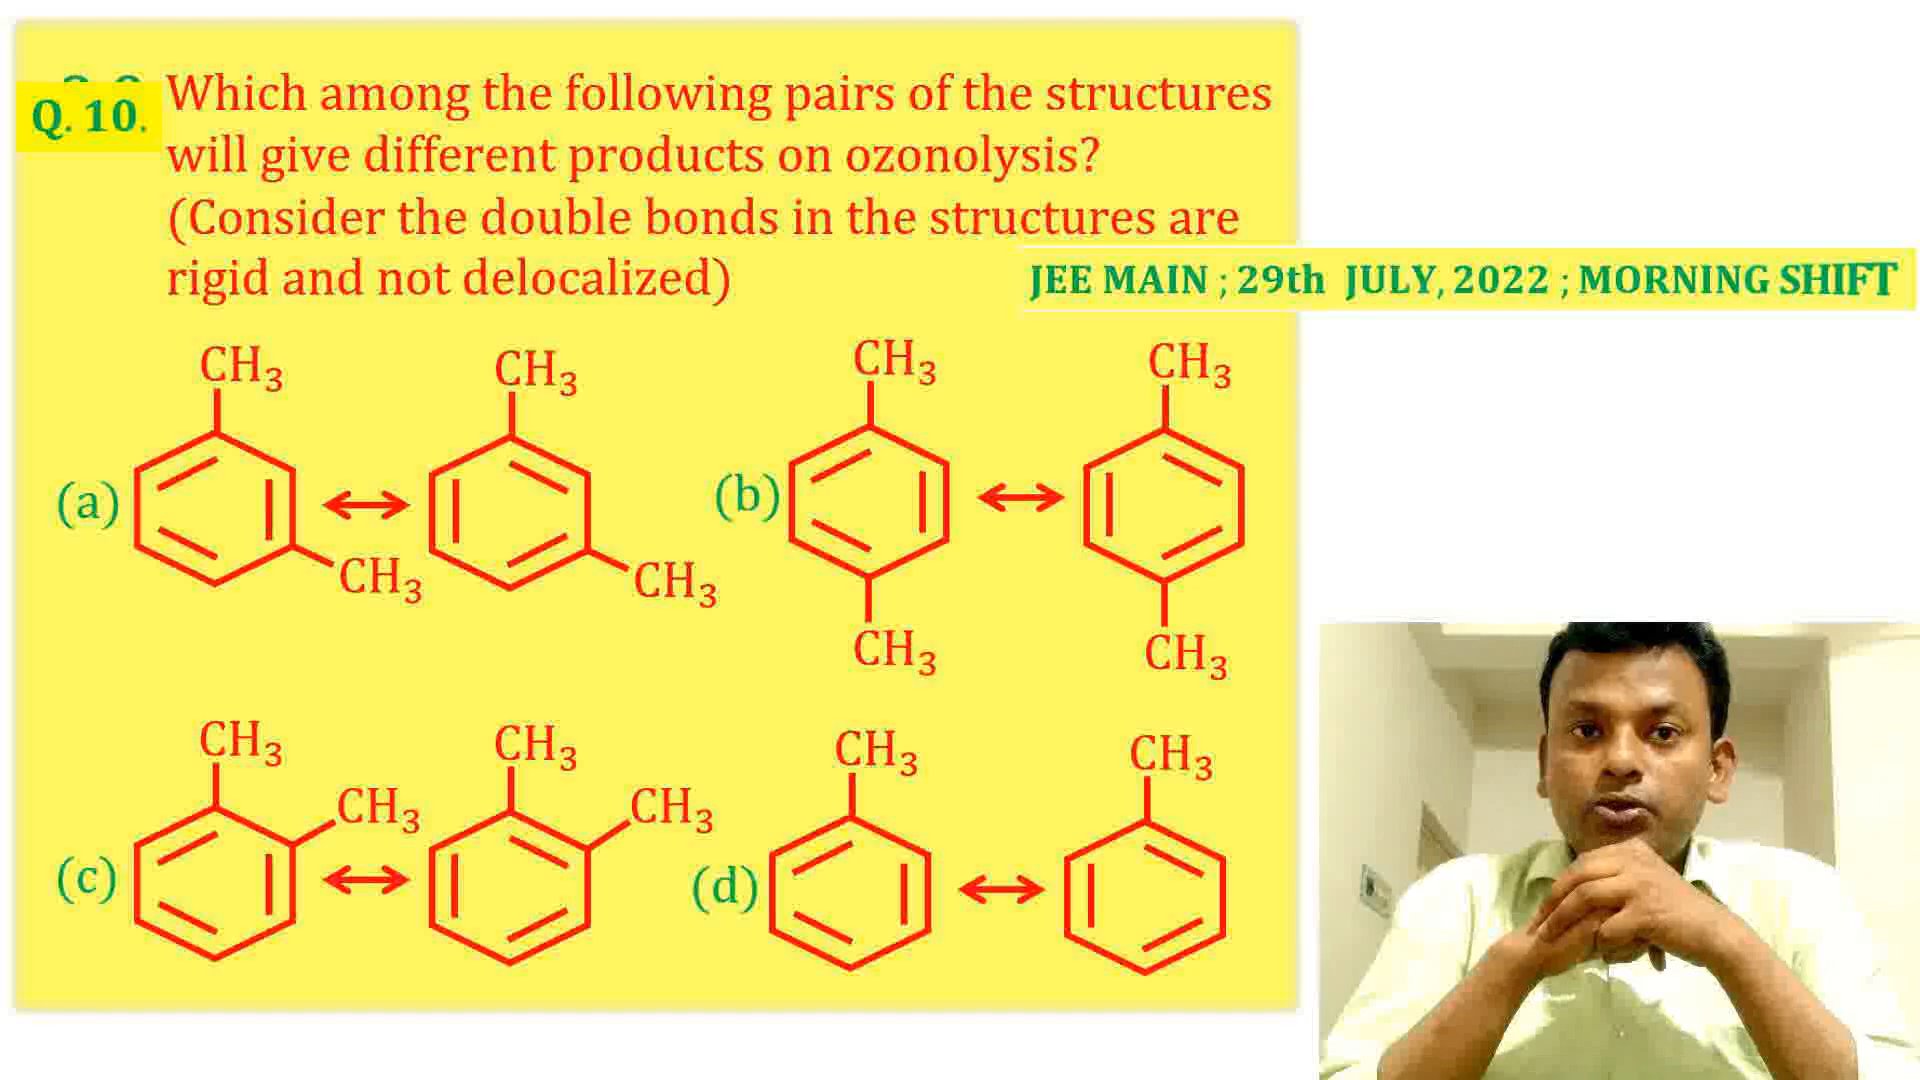 Q. 10. Which among the following pairs of the structures
will give different products on ozonolysis?
(Consider the double bonds in the structures are
rigid and not delocalized)
JEE MAIN ; 29th JULY, 2022 ; MORNING SHIFT
CH3 CH3 CH3 CH3
(a) (b)
CH3 CH3
CH3 CH3
CH3 CH3 CH3 CH3
CH3 CH3
(c) (d)